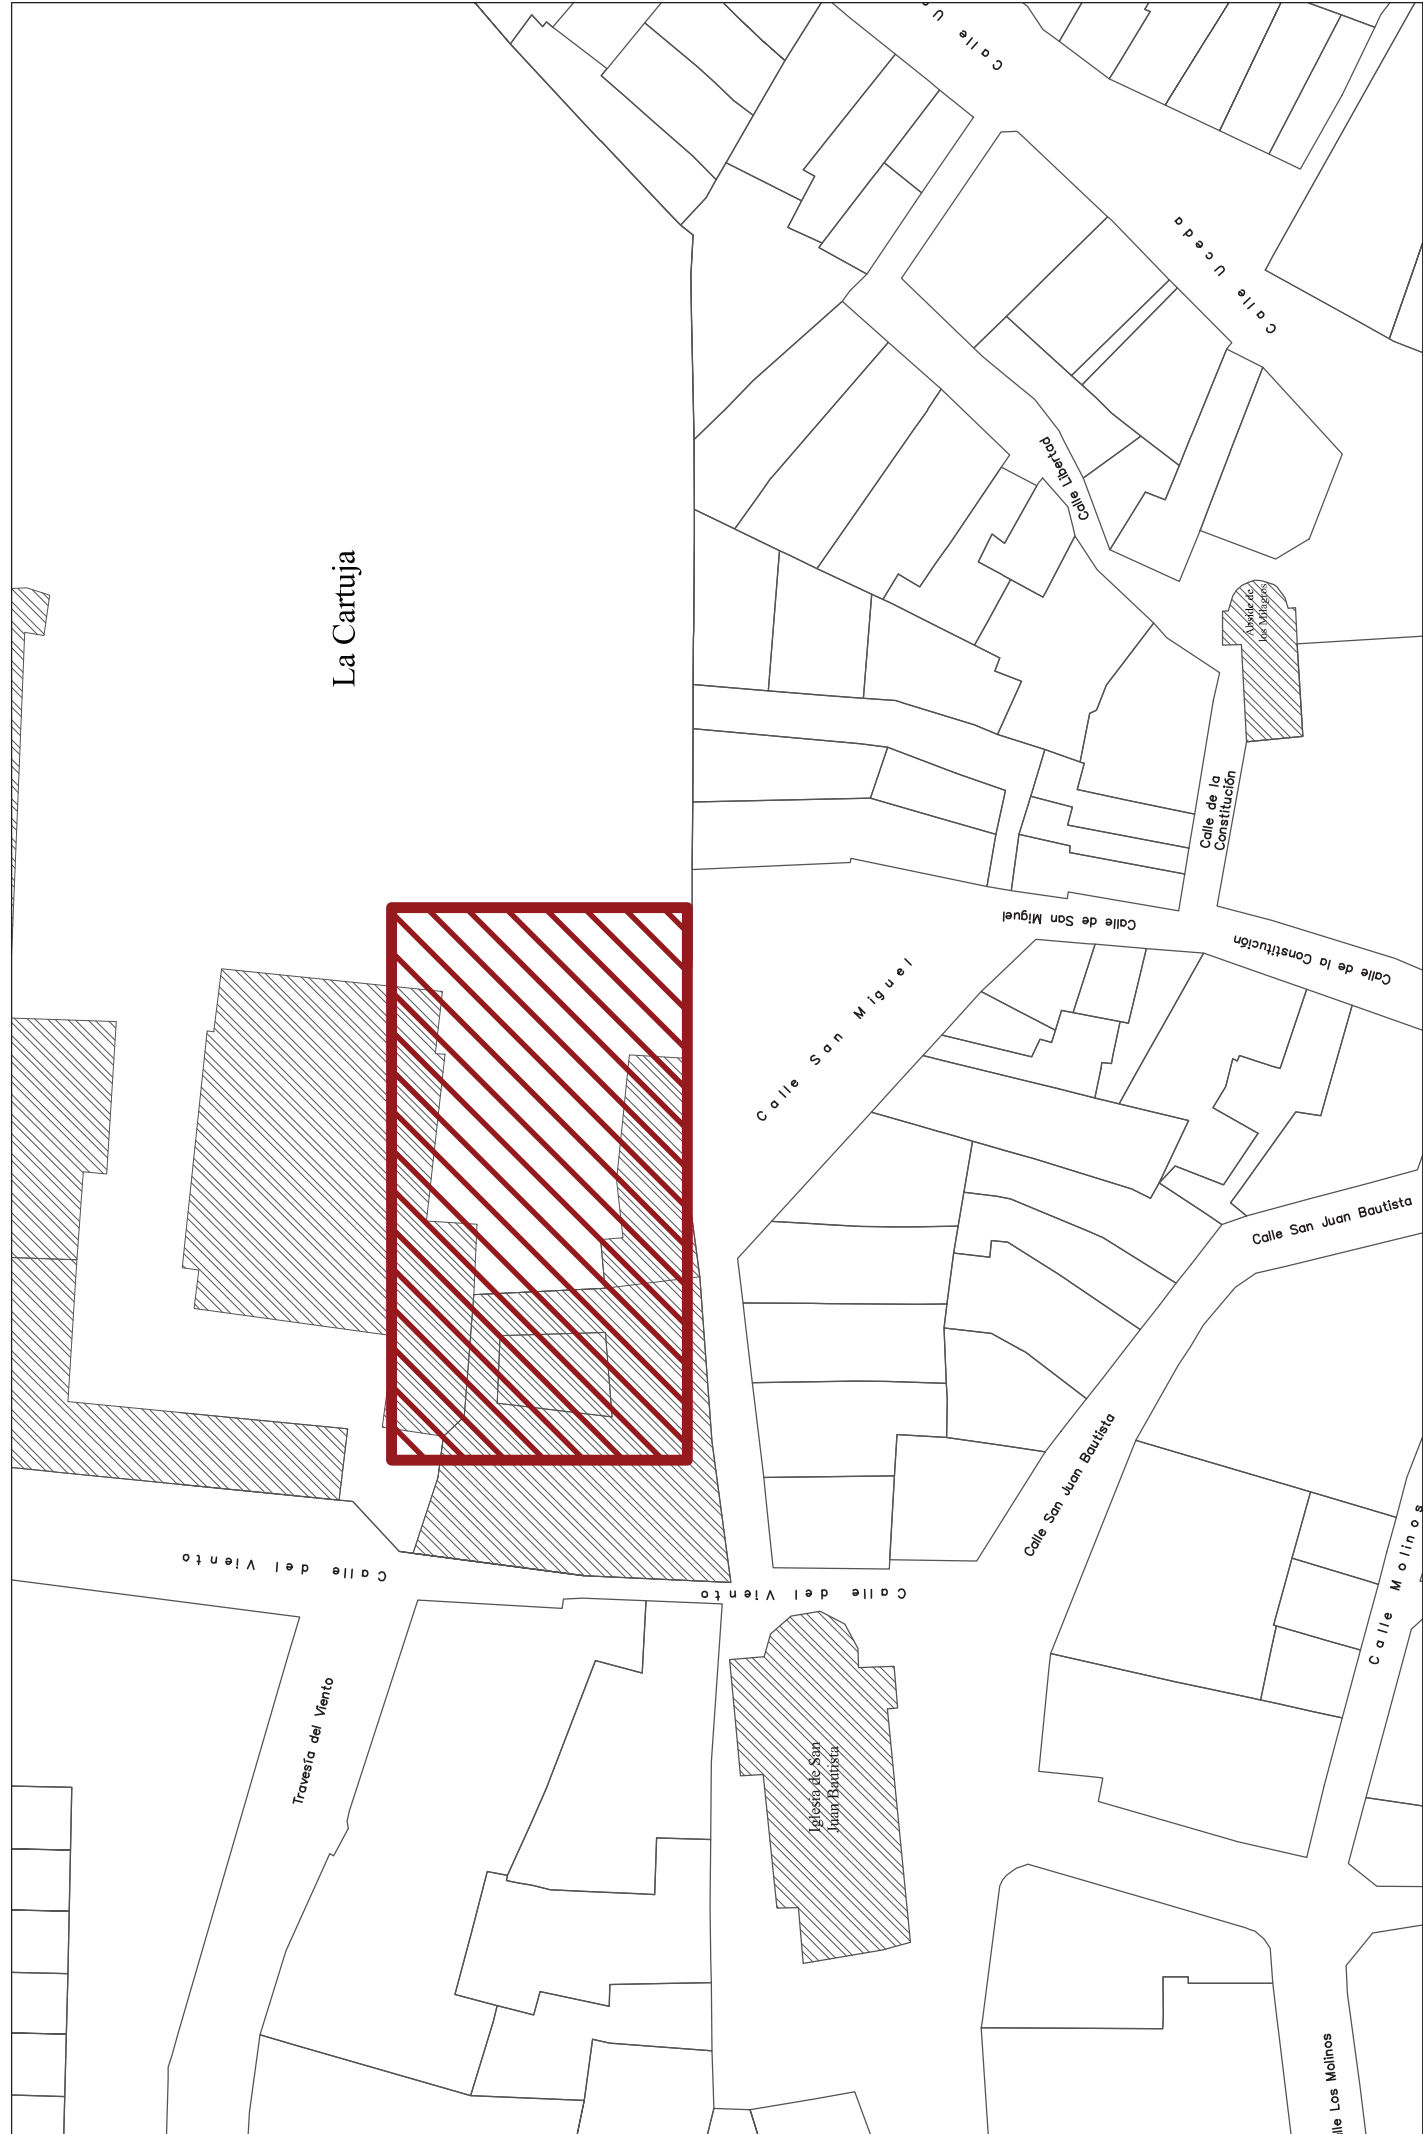 Calle U
Calle Uceda
Calle Libertad
La Cartuja
Abside de
los Milagros
Calle de la
Constitución
Calle de San Miguel
Calle de la Constitución
Calle San Miguel
Calle San Juan Bautista
Calle San Juan Bautista
Calle Molinos
Calle del Viento
Calle del Viento
Travesía del Viento
Iglesia de San
Juan Bautista
lle Los Molinos